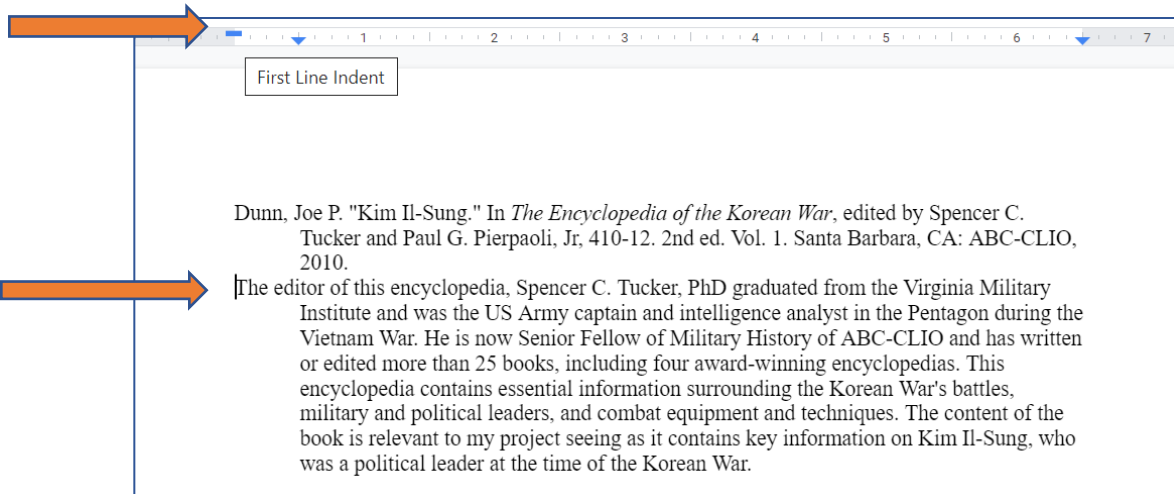 1 2 3 4 5 6 7
First Line Indent
Dunn, Joe P. "Kim Il-Sung." In The Encyclopedia of the Korean War, edited by Spencer C.
Tucker and Paul G. Pierpaoli, Jr, 410-12. 2nd ed. Vol. 1. Santa Barbara, CA: ABC-CLIO,
2010.
The editor of this encyclopedia, Spencer C. Tucker, PhD graduated from the Virginia Military
Institute and was the US Army captain and intelligence analyst in the Pentagon during the
Vietnam War. He is now Senior Fellow of Military History of ABC-CLIO and has written
or edited more than 25 books, including four award-winning encyclopedias. This
encyclopedia contains essential information surrounding the Korean War's battles,
military and political leaders, and combat equipment and techniques. The content of the
book is relevant to my project seeing as it contains key information on Kim Il-Sung, who
was a political leader at the time of the Korean War.